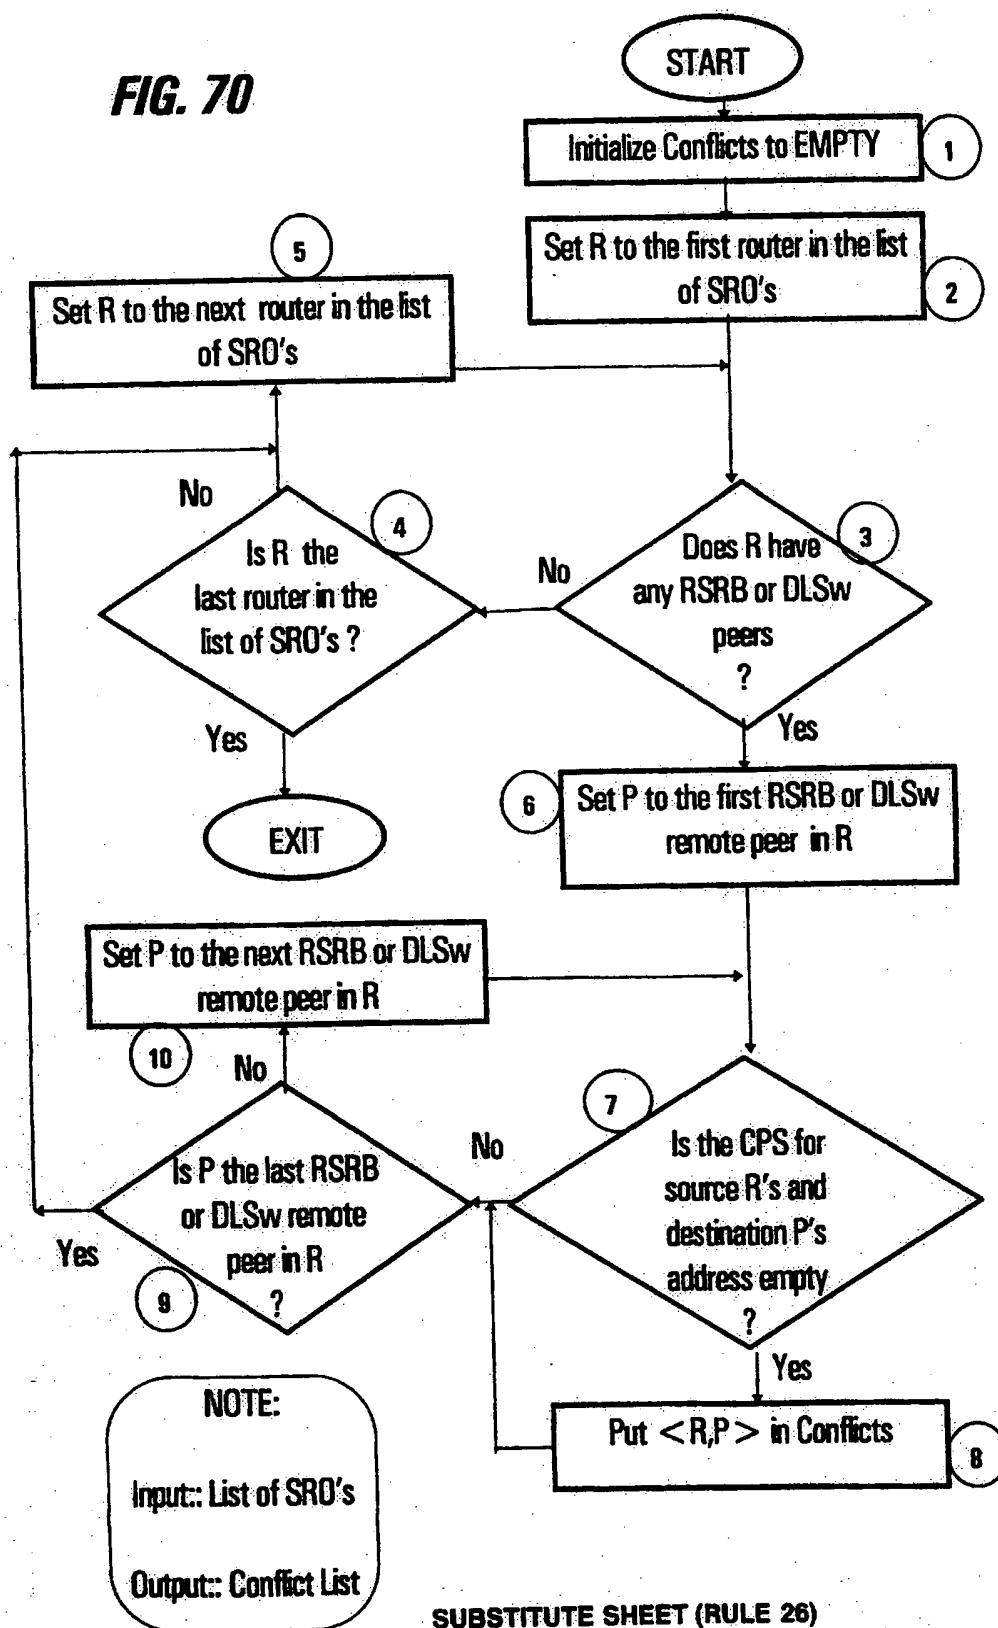 FIG. 70
START
Initialize Conflicts to EMPTY
1
Set R to the first router in the list
of SRO's
2
5
Set R to the next router in the list
of SRO's
No
4
Is R the
last router in the
list of SRO's ?
Yes
EXIT
No
3
Does R have
any RSRB or DLSw
peers
?
Yes
6
Set P to the first RSRB or DLSw
remote peer in R
Set P to the next RSRB or DLSw
remote peer in R
10
No
7
Is the CPS for
source R's and
destination P's
address empty
?
No
Is P the last RSRB
or DLSw remote
peer in R
?
Yes
9
Yes
Put <R,P> in Conflicts
8
NOTE:
Input:: List of SRO's
Output:: Conflict List
SUBSTITUTE SHEET (RULE 26)